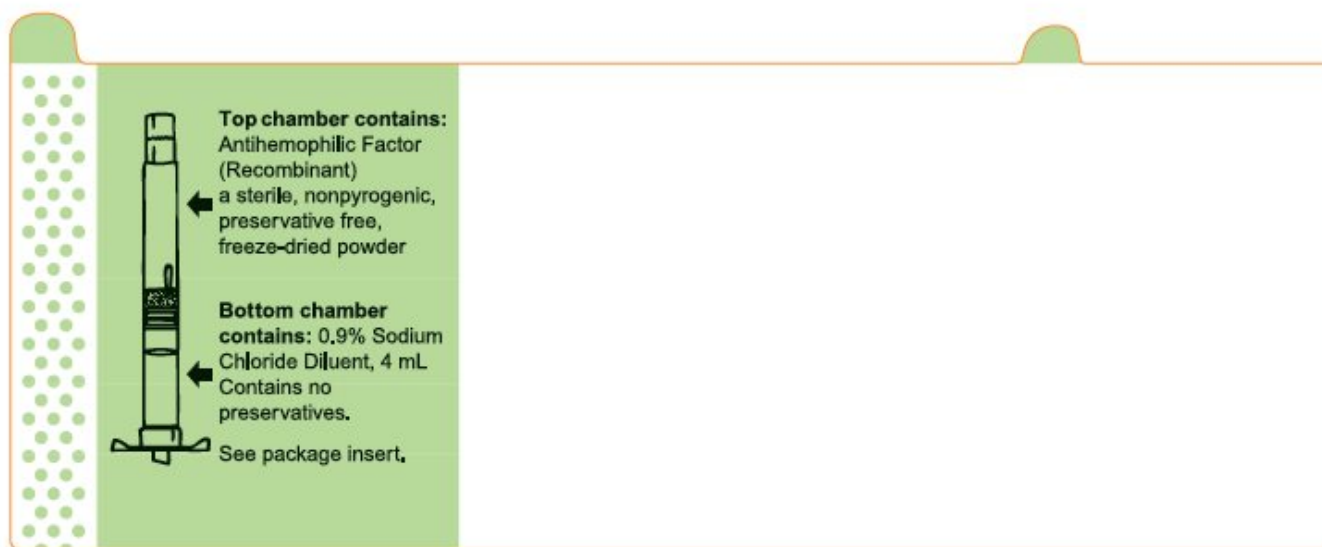 Top chamber contains:
Antihemophilic Factor
(Recombinant)
a sterile, nonpyrogenic,
preservative free,
freeze-dried powder
Bottom chamber
contains: 0.9% Sodium
Chloride Diluent, 4 mL
Contains no
preservatives.
See package insert.